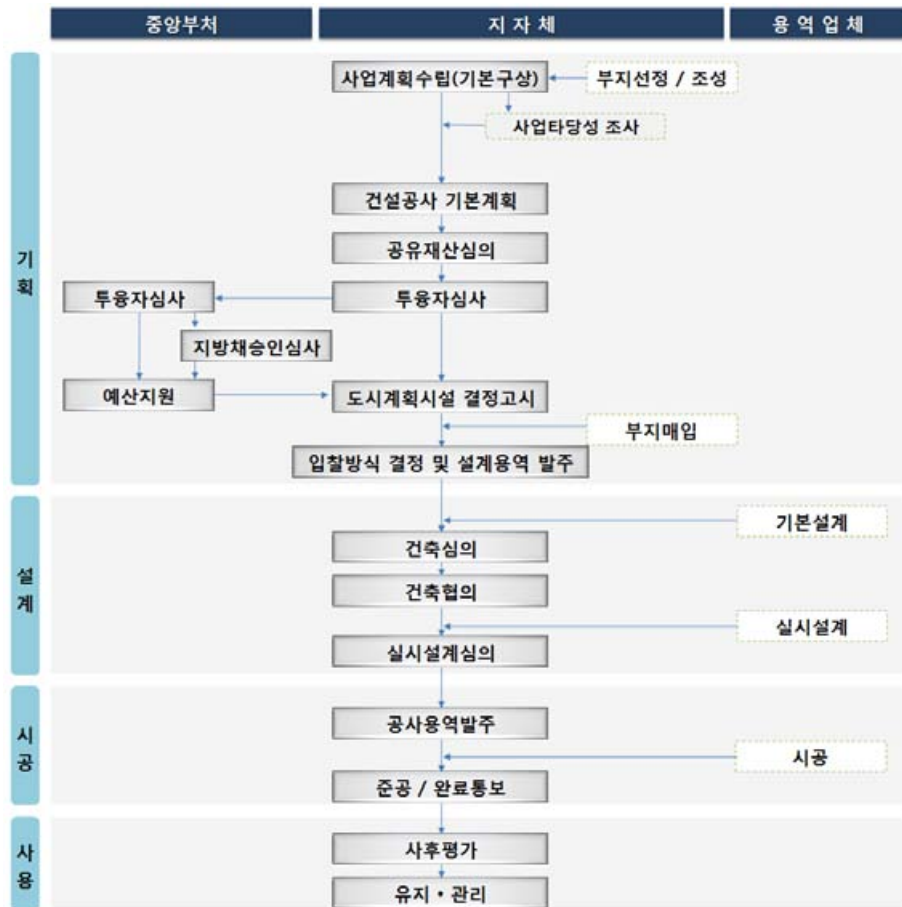 중앙부처
지 자 체
용 역 업 체
기획
사업계획수립(기본구상)
부지선정 / 조성
사업타당성 조사
건설공사 기본계획
공유재산심의
투융자심사
투융자심사
지방채승인심사
예산지원
도시계획시설 결정고시
부지매입
입찰방식 결정 및 설계용역 발주
설계
기본설계
건축심의
건축협의
실시설계
실시설계심의
시공
공사용역발주
시공
준공 / 완료통보
사용
사후평가
유지 • 관리